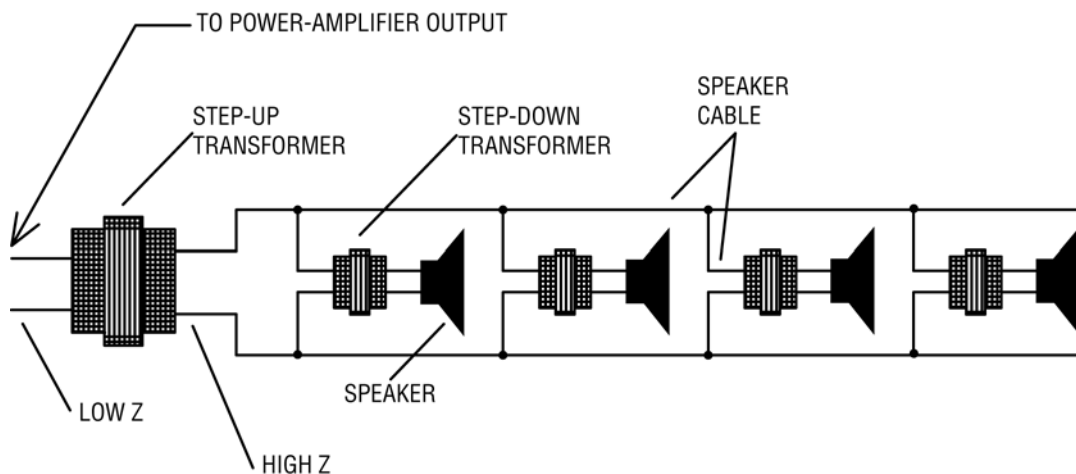 TO POWER-AMPLIFIER OUTPUT
STEP-UP
TRANSFORMER
STEP-DOWN
TRANSFORMER
SPEAKER
CABLE
SPEAKER
LOW Z
HIGH Z